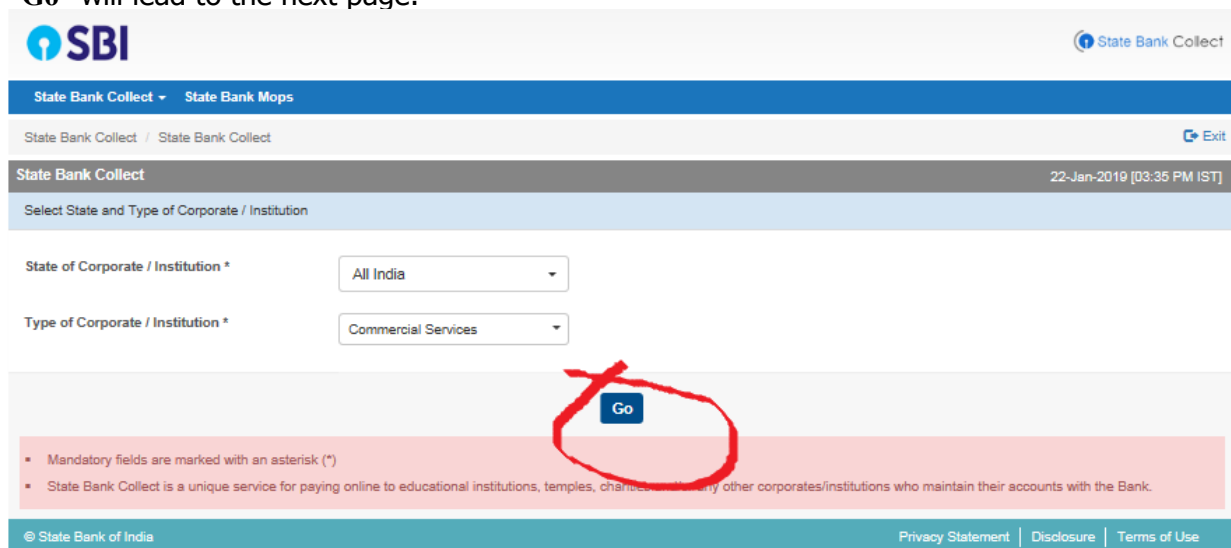 Go" will lead to the next page.
SBI
State Bank Collect
State Bank Collect State Bank Mops
State Bank Collect / State Bank Collect
Exit
State Bank Collect
22-Jan-2019 [03:35 PM IST]
Select State and Type of Corporate / Institution
State of Corporate / Institution *
All India
Type of Corporate / Institution *
Commercial Services
Go
Mandatory fields are marked with an asterisk (*)
State Bank Collect is a unique service for paying online to educational institutions, temples, charities any other corporates/institutions who maintain their accounts with the Bank.
© State Bank of India
Privacy Statement | Disclosure | Terms of Use